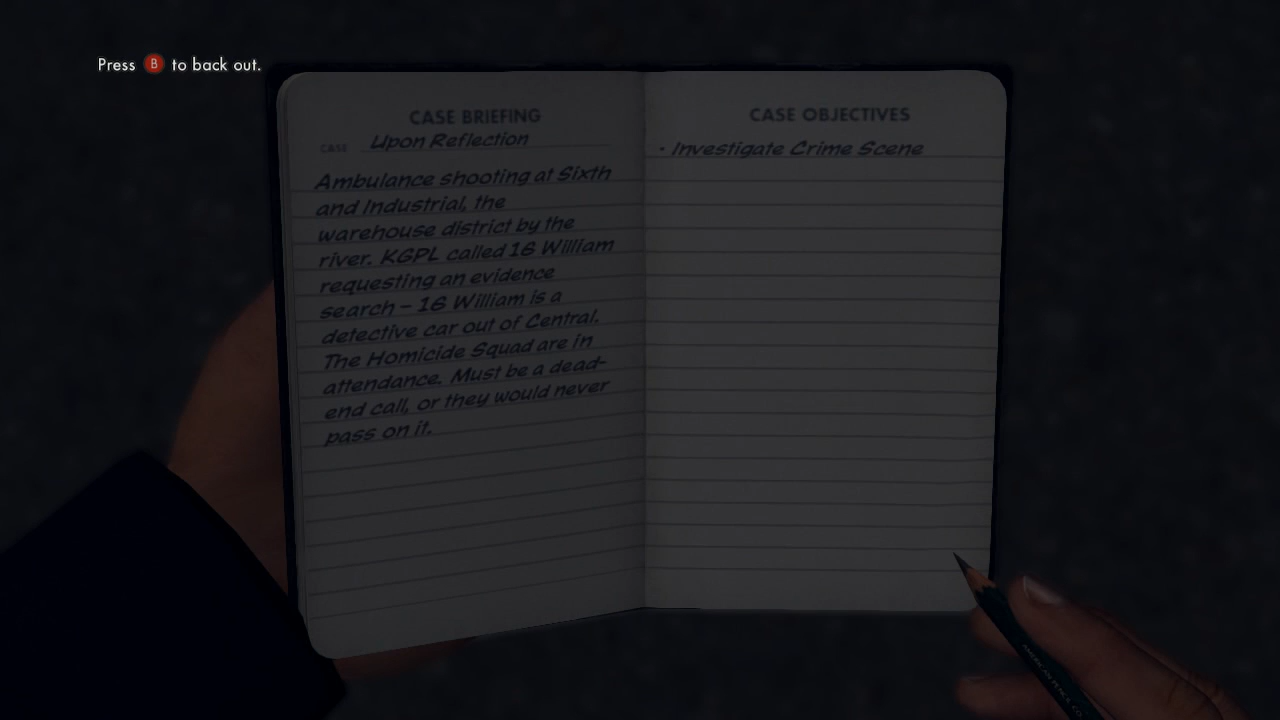 Press B to back out.
CASE BRIEFING
CASE Upon Reflection
Ambulance shooting at Sixth
and Industrial, the
warehouse district by the
river. KGPL called 16 William
requesting an evidence
search – 16 William is a
detective car out of Central.
The Homicide Squad are in
attendance. Must be a dead-
end call, or they would never
pass on it.
CASE OBJECTIVES
· Investigate Crime Scene
AMERICAN PENCIL CO.